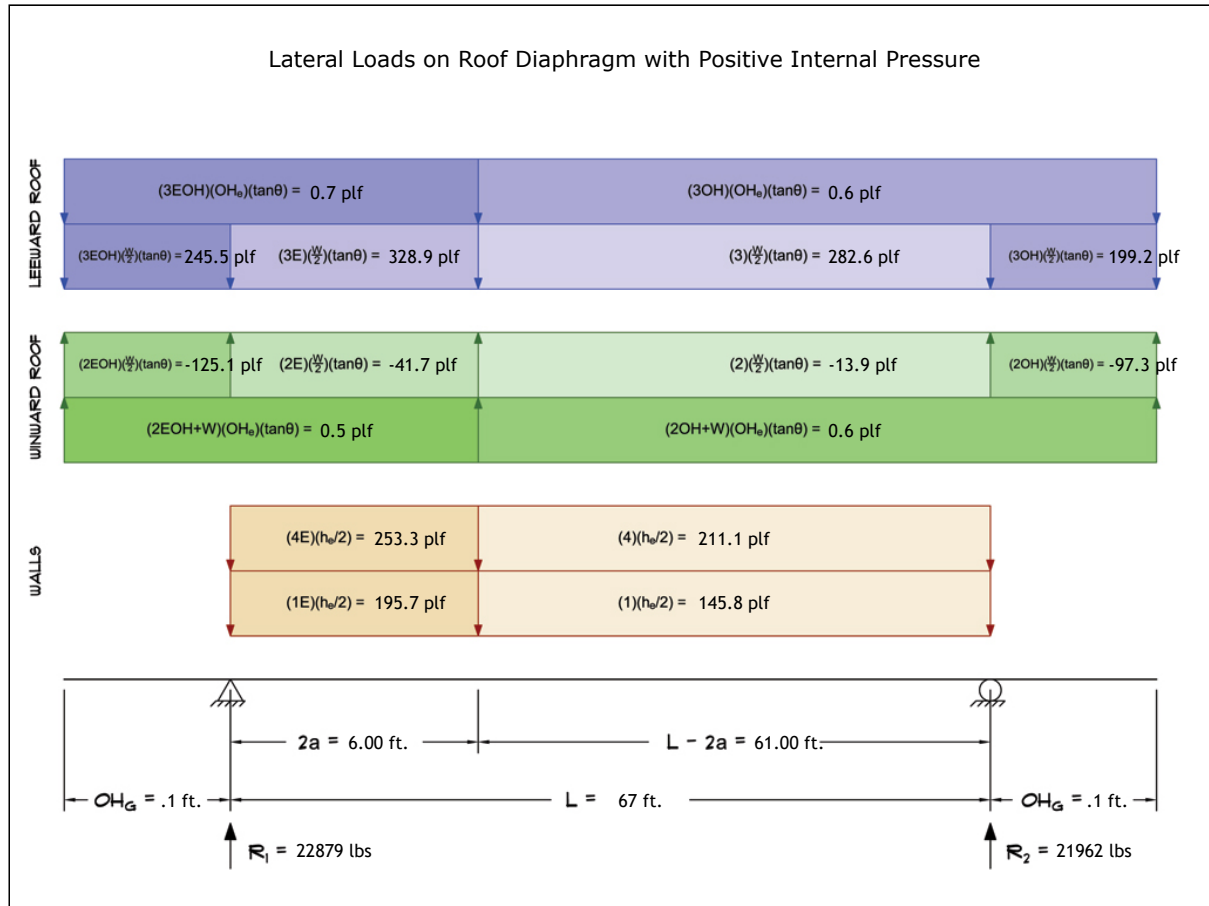 Lateral Loads on Roof Diaphragm with Positive Internal Pressure
LEEWARD ROOF
(3EOH)(OHₑ)(tanθ) = 0.7 plf
(3OH)(OHₑ)(tanθ) = 0.6 plf
(3EOH)(W/2)(tanθ) = 245.5 plf
(3E)(W/2)(tanθ) = 328.9 plf
(3)(W/2)(tanθ) = 282.6 plf
(3OH)(W/2)(tanθ) = 199.2 plf
WINWARD ROOF
(2EOH)(W/2)(tanθ) = -125.1 plf
(2E)(W/2)(tanθ) = -41.7 plf
(2)(W/2)(tanθ) = -13.9 plf
(2OH)(W/2)(tanθ) = -97.3 plf
(2EOH+W)(OHₑ)(tanθ) = 0.5 plf
(2OH+W)(OHₑ)(tanθ) = 0.6 plf
WALLS
(4E)(hₑ/2) = 253.3 plf
(4)(hₑ/2) = 211.1 plf
(1E)(hₑ/2) = 195.7 plf
(1)(hₑ/2) = 145.8 plf
2a = 6.00 ft.
L - 2a = 61.00 ft.
OH_G = .1 ft.
L = 67 ft.
OH_G = .1 ft.
R₁ = 22879 lbs
R₂ = 21962 lbs